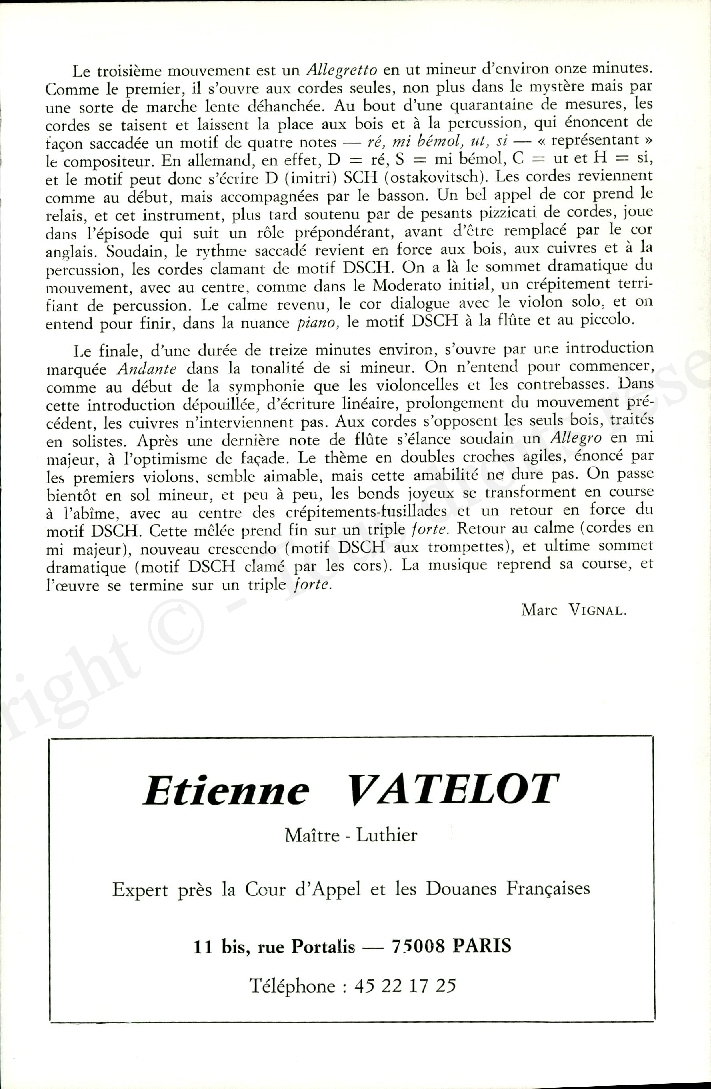 Le troisième mouvement est un Allegretto en ut mineur d'environ onze minutes.
Comme le premier, il s'ouvre aux cordes seules, non plus dans le mystère mais par
une sorte de marche lente déhanchée. Au bout d'une quarantaine de mesures, les
cordes se taisent et laissent la place aux bois et à la percussion, qui énoncent de
façon saccadée un motif de quatre notes — ré, mi bémol, ut, si — « représentant »
le compositeur. En allemand, en effet, D = ré, S = mi bémol, C = ut et H = si,
et le motif peut donc s'écrire D (imitri) SCH (ostakovitsch). Les cordes reviennent
comme au début, mais accompagnées par le basson. Un bel appel de cor prend le
relais, et cet instrument, plus tard soutenu par de pesants pizzicati de cordes, joue
dans l'épisode qui suit un rôle prépondérant, avant d'être remplacé par le cor
anglais. Soudain, le rythme saccadé revient en force aux bois, aux cuivres et à la
percussion, les cordes clamant de motif DSCH. On a là le sommet dramatique du
mouvement, avec au centre, comme dans le Moderato initial, un crépitement terri-
fiant de percussion. Le calme revenu, le cor dialogue avec le violon solo, et on
entend pour finir, dans la nuance piano, le motif DSCH à la flûte et au piccolo.
Le finale, d'une durée de treize minutes environ, s'ouvre par une introduction
marquée Andante dans la tonalité de si mineur. On n'entend pour commencer,
comme au début de la symphonie que les violoncelles et les contrebasses. Dans
cette introduction dépouillée, d'écriture linéaire, prolongement du mouvement pré-
cédent, les cuivres n'interviennent pas. Aux cordes s'opposent les seuls bois, traités
en solistes. Après une dernière note de flûte s'élance soudain un Allegro en mi
majeur, à l'optimisme de façade. Le thème en doubles croches agiles, énoncé par
les premiers violons, semble aimable, mais cette amabilité ne dure pas. On passe
bientôt en sol mineur, et peu à peu, les bonds joyeux se transforment en course
à l'abîme, avec au centre des crépitements-fusillades et un retour en force du
motif DSCH. Cette mêlée prend fin sur un triple forte. Retour au calme (cordes en
mi majeur), nouveau crescendo (motif DSCH aux trompettes), et ultime sommet
dramatique (motif DSCH clamé par les cors). La musique reprend sa course, et
l'œuvre se termine sur un triple forte.
Marc VIGNAL.
Etienne VATELOT
Maître - Luthier
Expert près la Cour d'Appel et les Douanes Françaises
11 bis, rue Portalis — 75008 PARIS
Téléphone : 45 22 17 25